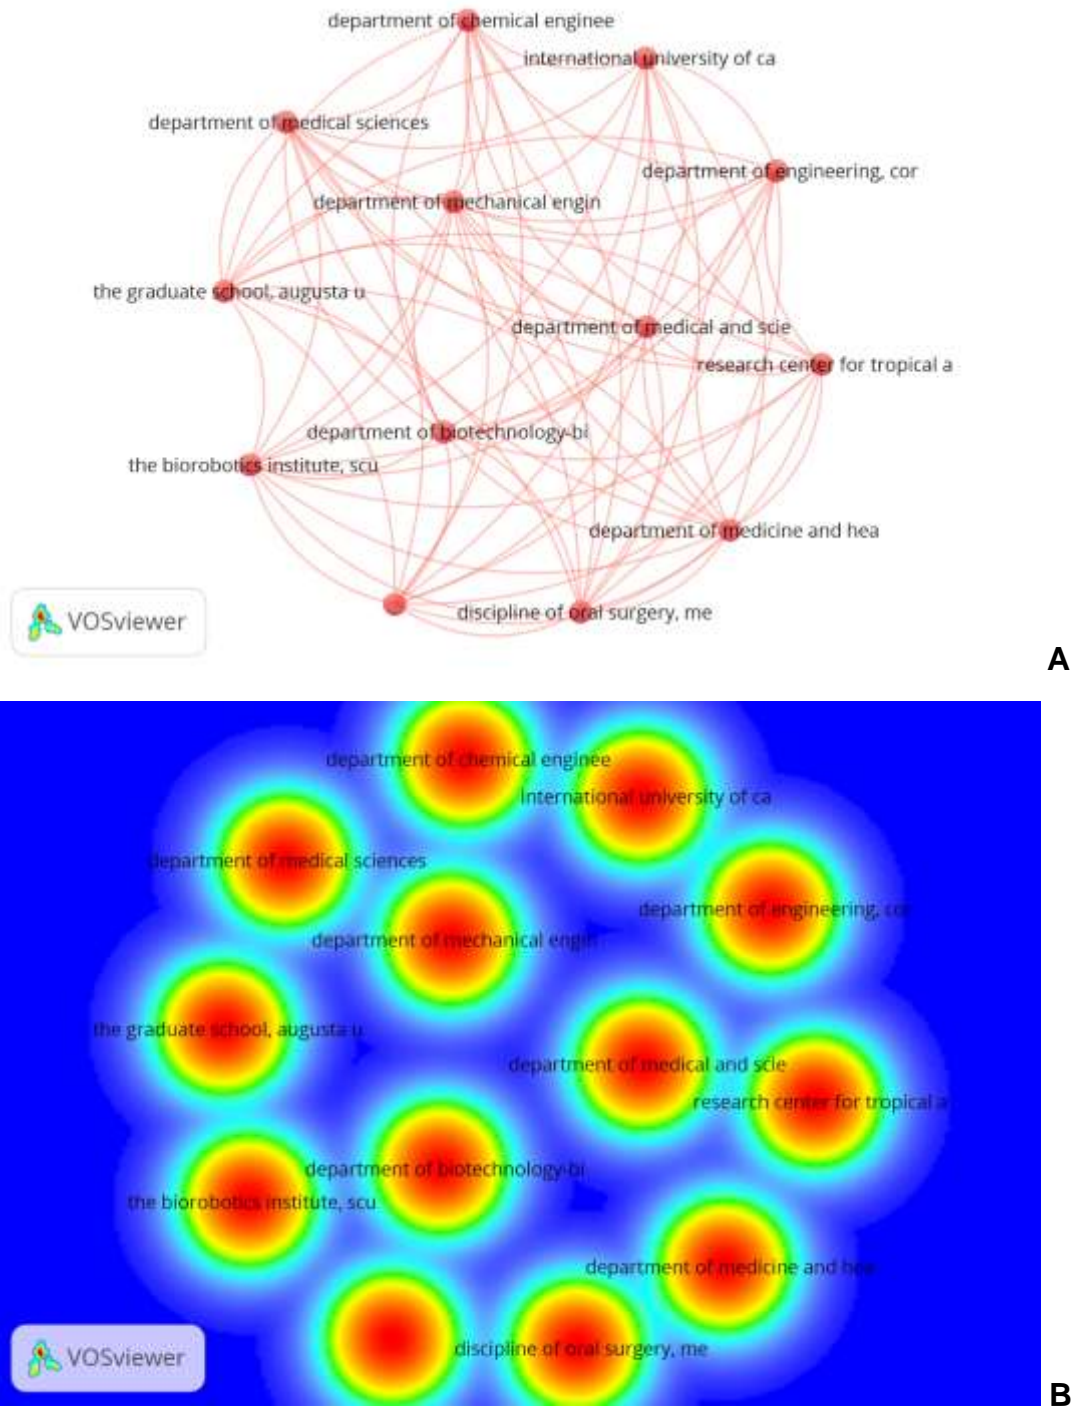 department of chemical enginee
international university of ca
department of medical sciences
department of engineering, cor
department of mechanical engin
the graduate school, augusta u
department of medical and scie
research center for tropical a
department of biotechnology-bi
the biorobotics institute, scu
department of medicine and hea
discipline of oral surgery, me
VOSviewer
A
department of chemical enginee
international university of ca
department of medical sciences
department of engineering, cor
department of mechanical engin
the graduate school, augusta u
department of medical and scie
research center for tropical a
department of biotechnology-bi
the biorobotics institute, scu
department of medicine and hea
discipline of oral surgery, me
VOSviewer
B